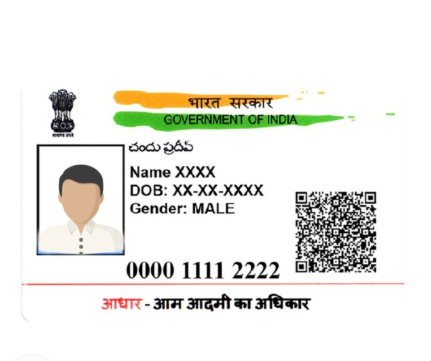 भारत सरकार
GOVERNMENT OF INDIA
చందు ప్రదీప్
Name XXXX
DOB: XX-XX-XXXX
Gender: MALE
0000 1111 2222
आधार - आम आदमी का अधिकार